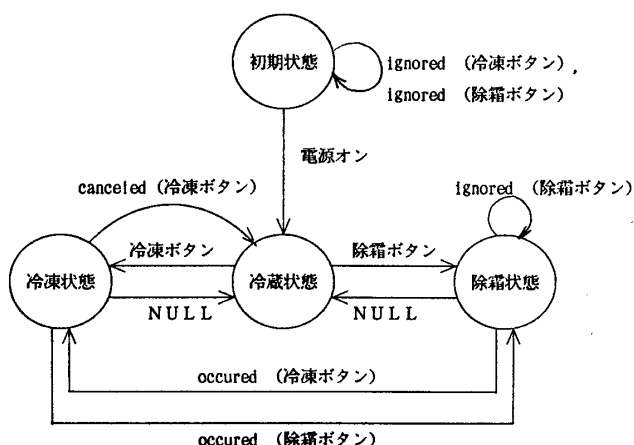 初期状態
ignored (冷凍ボタン),
ignored (除霜ボタン)
電源オン
canceled (冷凍ボタン)
ignored (除霜ボタン)
冷凍ボタン
除霜ボタン
冷凍状態
冷蔵状態
除霜状態
NULL
NULL
occured (冷凍ボタン)
occured (除霜ボタン)